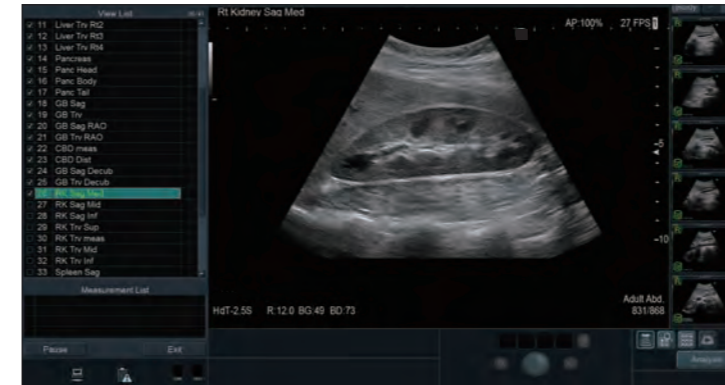 View List
11 Liver Trv Rt2
12 Liver Trv Rt3
13 Liver Trv Rt4
14 Pancreas
15 Panc Head
16 Panc Body
17 Panc Tail
18 GB Sag
19 GB Trv
20 GB Sag RAO
21 GB Trv RAO
22 CBD meas
23 CBD Dist
24 GB Sag Decub
25 GB Trv Decub
26 RK Sag Med
27 RK Sag Mid
28 RK Sag Inf
29 RK Trv Sup
30 RK Trv meas
31 RK Trv Mid
32 RK Trv Inf
33 Spleen Sag
Measurement List
Pause Exit
Rt Kidney Sag Med
AP:100% 27 FPS
-5
-10
HdT-2.5S R:12.0 BG:49 BD:73
Adult Abd.
831/868
Analysis